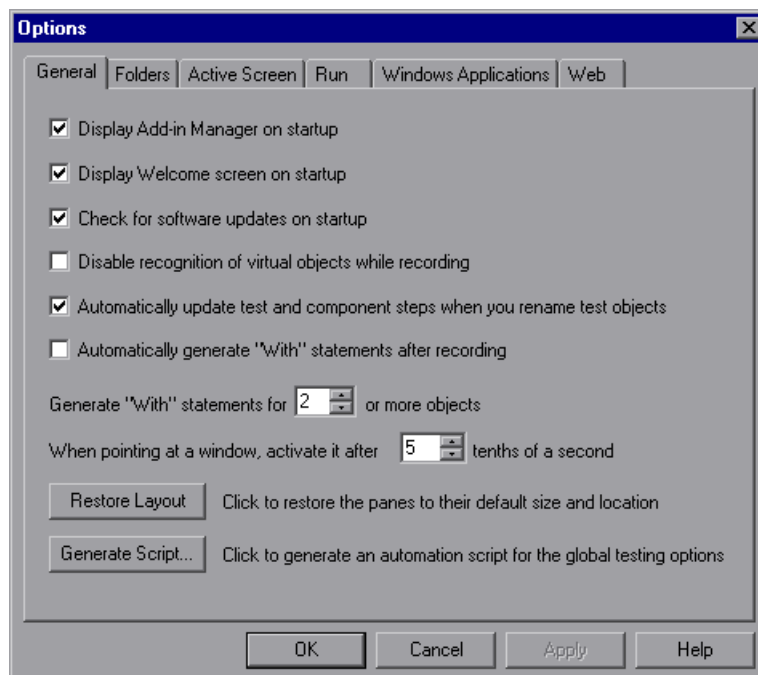 Options
General Folders Active Screen Run Windows Applications Web
Display Add-in Manager on startup
Display Welcome screen on startup
Check for software updates on startup
Disable recognition of virtual objects while recording
Automatically update test and component steps when you rename test objects
Automatically generate "With" statements after recording
Generate "With" statements for 2 or more objects
When pointing at a window, activate it after 5 tenths of a second
Restore Layout Click to restore the panes to their default size and location
Generate Script... Click to generate an automation script for the global testing options
OK Cancel Apply Help